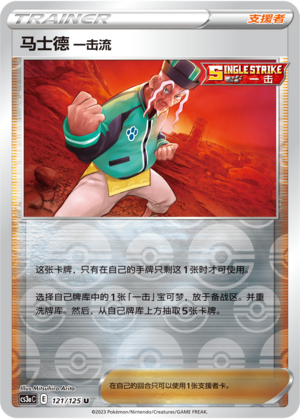 TRAINER 支援者
马士德 一击流
SINGLE STRIKE
一击
这张卡牌，只有在自己的手牌只剩这1张时才可使用。
选择自己牌库中的1张「一击」宝可梦，放于备战区。并重
洗牌库。然后，从自己牌库上方抽取5张卡牌。
Illus. Mitsuhiro Arita
在自己的回合只可以使用1张支援者卡。
CS3aC E 121/125 U
©2023 Pokémon/Nintendo/Creatures/GAME FREAK.